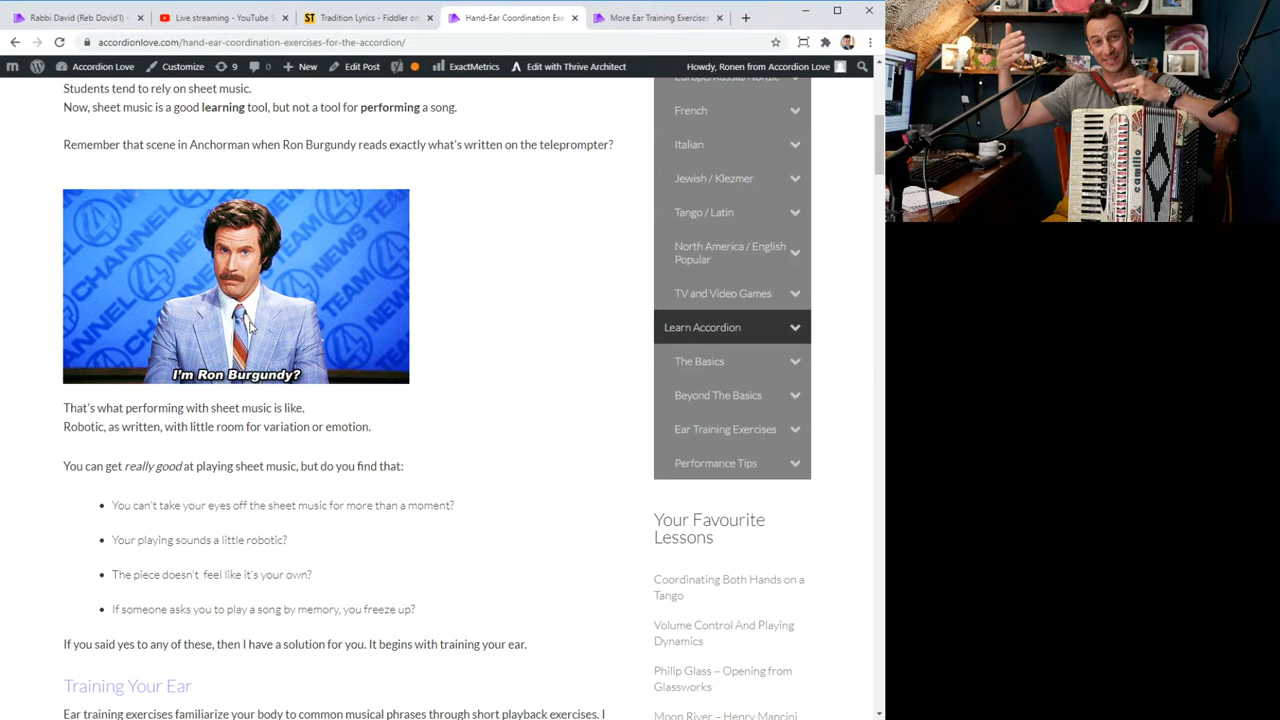 Rabbi David (Reb Dovid'l)
Live streaming - YouTube S
Tradition Lyrics - Fiddler on
Hand-Ear Coordination Exe
More Ear Training Exercises
accordionlove.com/hand-ear-coordination-exercises-for-the-accordion/
Accordion Love
Customize
9
0
New
Edit Post
ExactMetrics
Edit with Thrive Architect
Howdy, Ronen from Accordion Love
Students tend to rely on sheet music.
Now, sheet music is a good learning tool, but not a tool for performing a song.
Remember that scene in Anchorman when Ron Burgundy reads exactly what's written on the teleprompter?
CHANNEL 4
NEWS TEAM
I'm Ron Burgundy?
That's what performing with sheet music is like.
Robotic, as written, with little room for variation or emotion.
You can get really good at playing sheet music, but do you find that:
• You can't take your eyes off the sheet music for more than a moment?
• Your playing sounds a little robotic?
• The piece doesn't feel like it's your own?
• If someone asks you to play a song by memory, you freeze up?
If you said yes to any of these, then I have a solution for you. It begins with training your ear.
Training Your Ear
Ear training exercises familiarize your body to common musical phrases through short playback exercises. I
Europe/Russia/Nordic
French
Italian
Jewish / Klezmer
Tango / Latin
North America / English
Popular
TV and Video Games
Learn Accordion
The Basics
Beyond The Basics
Ear Training Exercises
Performance Tips
Your Favourite
Lessons
Coordinating Both Hands on a
Tango
Volume Control And Playing
Dynamics
Philip Glass – Opening from
Glassworks
Moon River – Henry Mancini
camillo